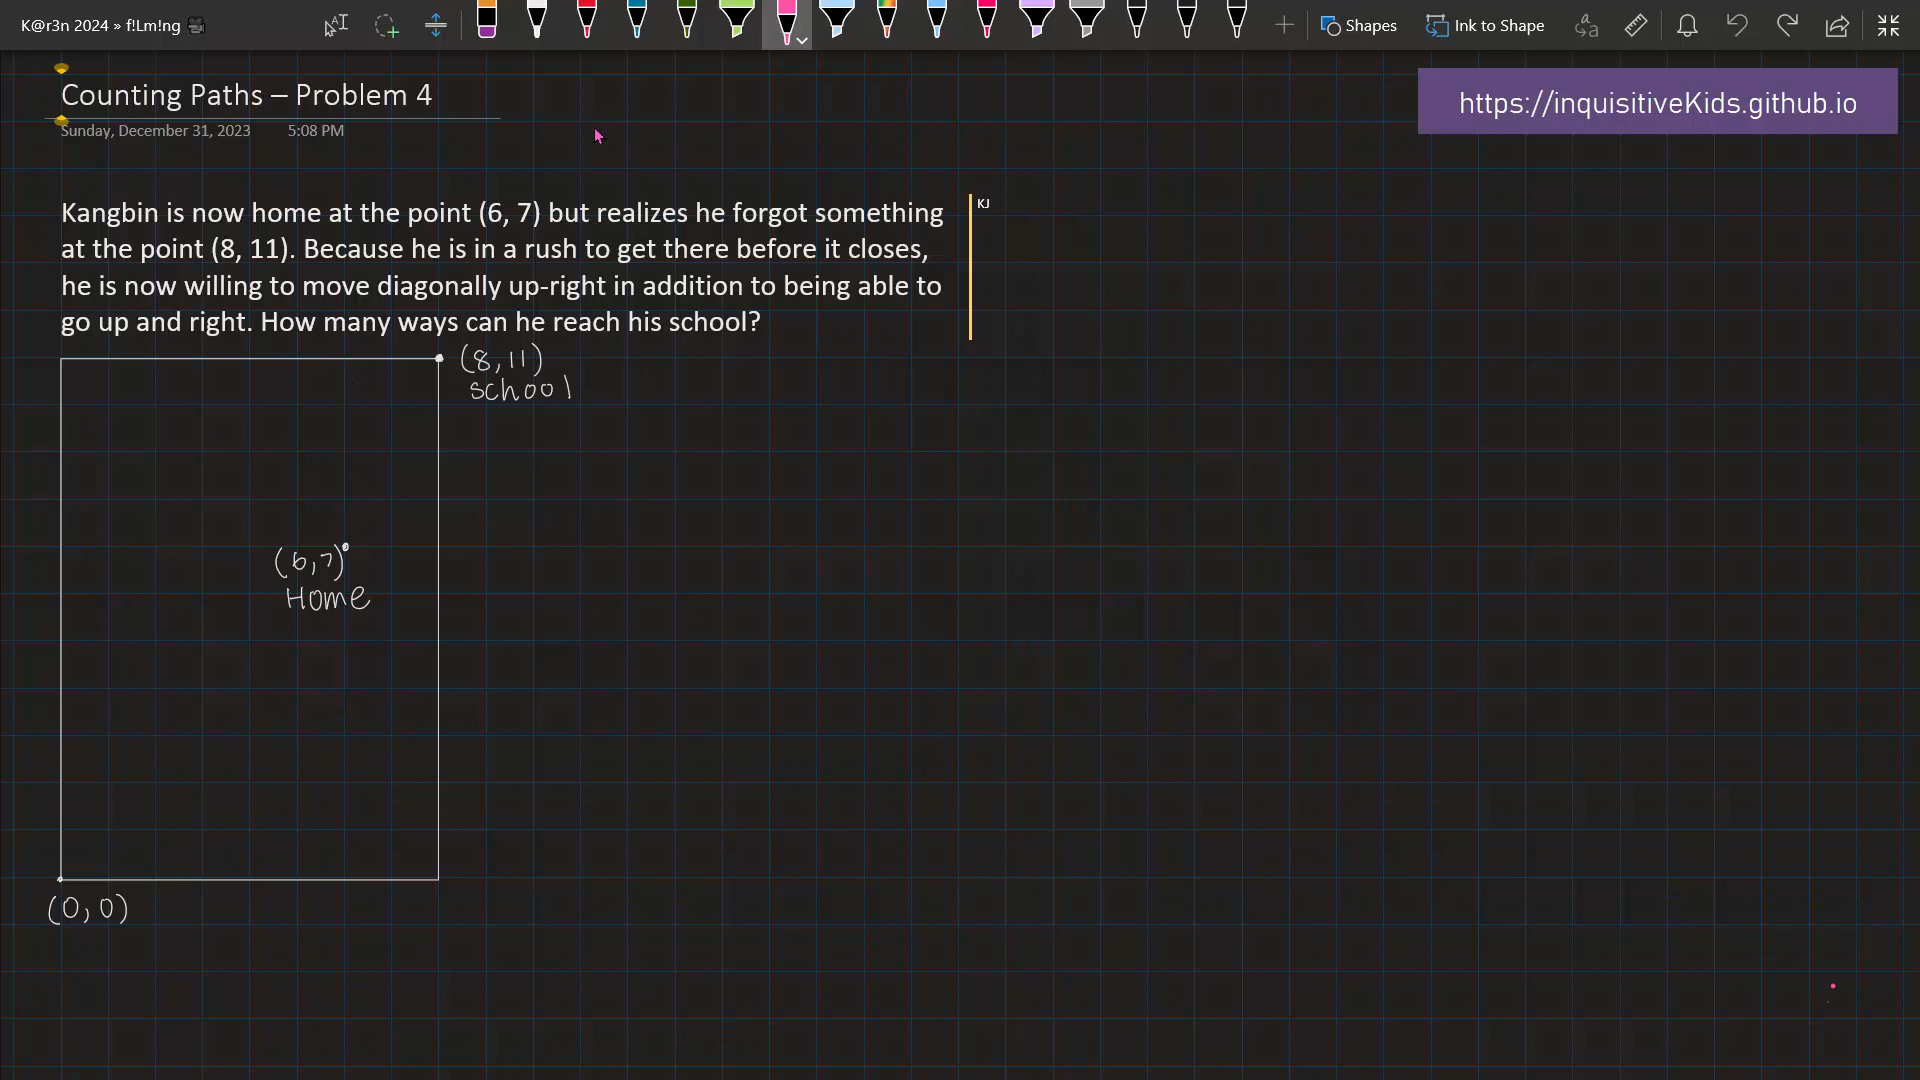 K@r3n 2024 » f!Lm!ng
Shapes
Ink to Shape
Counting Paths – Problem 4
Sunday, December 31, 2023 5:08 PM
https://inquisitiveKids.github.io
Kangbin is now home at the point (6, 7) but realizes he forgot something
at the point (8, 11). Because he is in a rush to get there before it closes,
he is now willing to move diagonally up-right in addition to being able to
go up and right. How many ways can he reach his school?
KJ
(8, 11)
school
(6,7)
Home
(0,0)